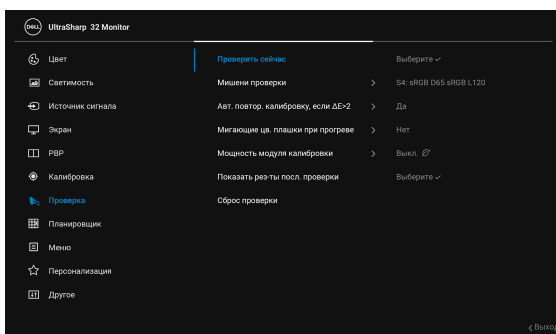 DELL UltraSharp 32 Monitor
Цвет
Светимость
Источник сигнала
Экран
PBP
Калибровка
Проверка
Планировщик
Меню
Персонализация
Другое
Проверить сейчас Выберите ✓
Мишени проверки > S4: sRGB D65 sRGB L120
Авт. повтор. калибровку, если ΔE>2 > Да
Мигающие цв. плашки при прогреве > Нет
Мощность модуля калибровки > Выкл.
Показать рез-ты посл. проверки Выберите ✓
Сброс проверки
< Выход